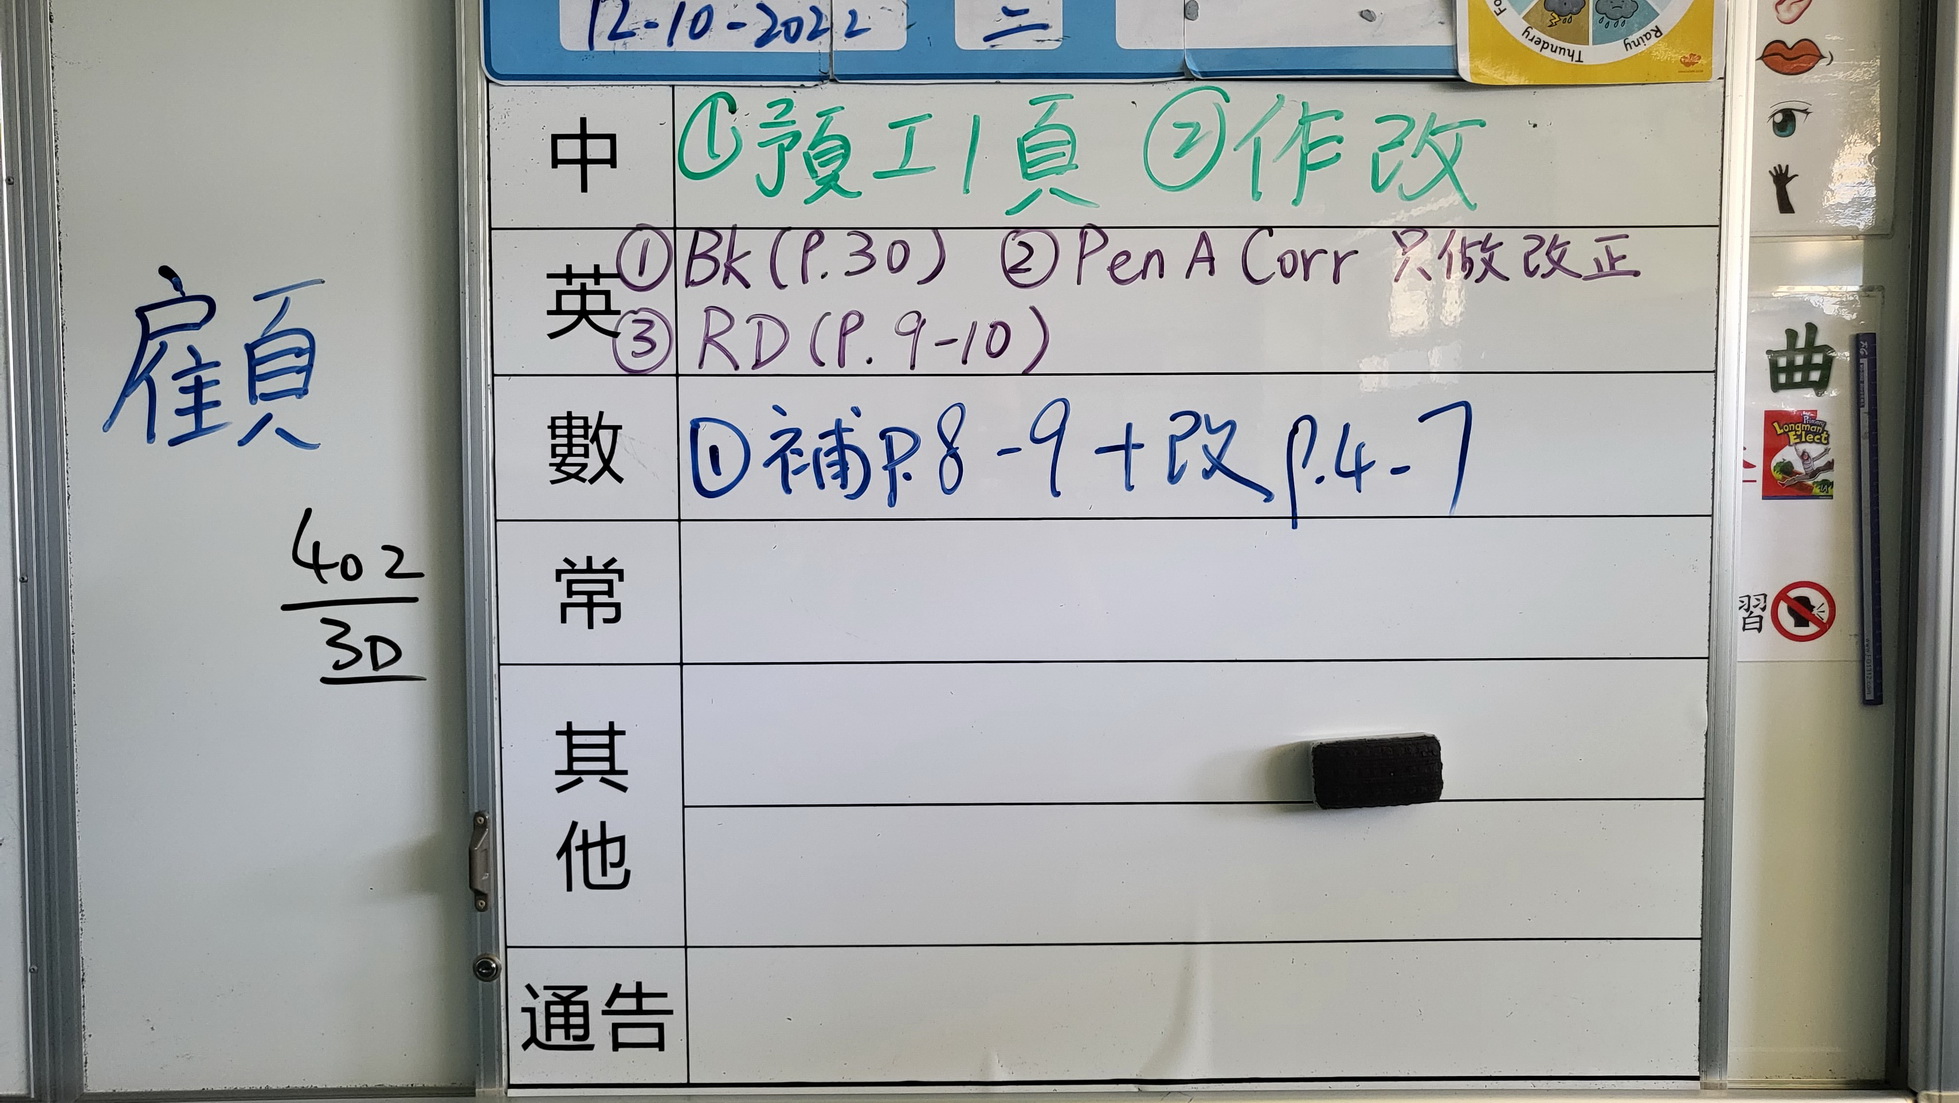 12-10-2022 二
Thundery Rainy
中 ①預工1頁 ②作改
英 ①Bk(P.30) ②Pen A Corr 只做改正
③RD(P.9-10)
數 ①補P.8-9+改P.4-7
常
其他
通告
顧
402
3D
曲
Longman Elect
習